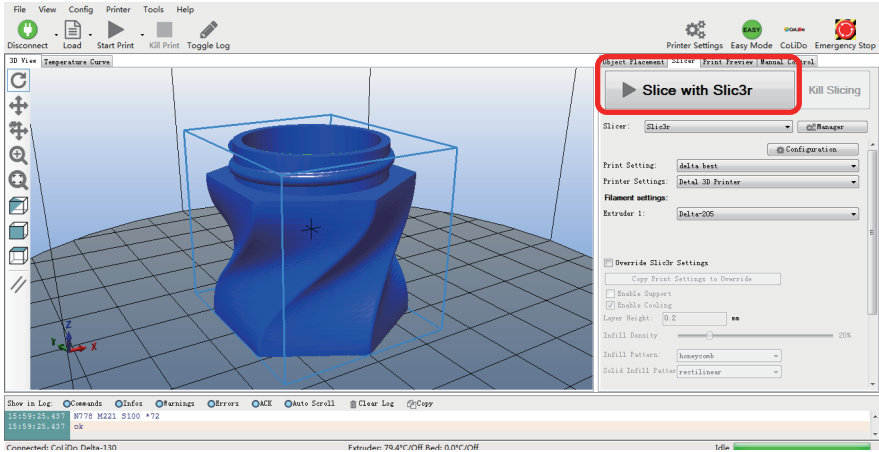 File View Config Printer Tools Help
Disconnect Load Start Print Kill Print Toggle Log Printer Settings Easy Mode CoLiDo Emergency Stop
EASY CoLiDo
3D View Temperature Curve Object Placement Slicer Print Preview Manual Control
Slice with Slic3r Kill Slicing
Slicer: Slic3r Manager
Configuration
Print Setting: delta best
Printer Settings: Detal 3D Printer
Filament settings:
Extruder 1: Delta-205
Override Slic3r Settings
Copy Print Settings to Override
Enable Support
Enable Cooling
Layer Height: 0.2 mm
Infill Density 20%
Infill Pattern: honeycomb
Solid Infill Patter rectilinear
Z
Y X
Show in Log: Commands Infos Warnings Errors ACK Auto Scroll Clear Log Copy
15:59:25.437 N778 M221 S100 *72
15:59:25.437 ok
Connected: CoLiDo Delta-130 Extruder: 79.4°C/Off Bed: 0.0°C/Off Idle